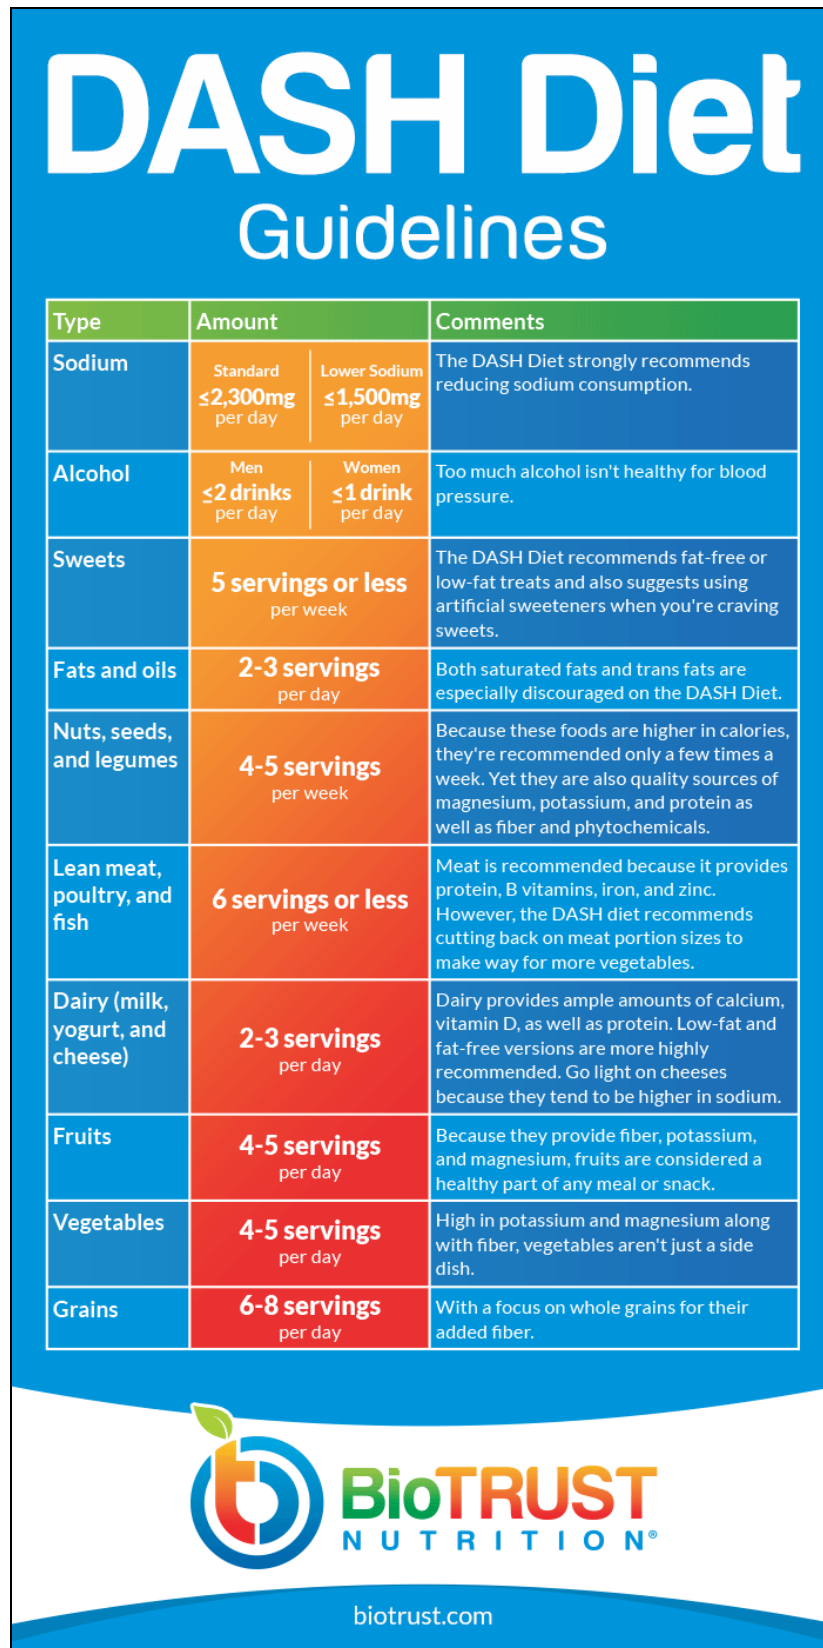 DASH Diet
Guidelines
Type
Amount
Comments
Sodium
Standard
≤2,300mg
per day
Lower Sodium
≤1,500mg
per day
The DASH Diet strongly recommends
reducing sodium consumption.
Alcohol
Men
≤2 drinks
per day
Women
≤1 drink
per day
Too much alcohol isn't healthy for blood
pressure.
Sweets
5 servings or less
per week
The DASH Diet recommends fat-free or
low-fat treats and also suggests using
artificial sweeteners when you're craving
sweets.
Fats and oils
2-3 servings
per day
Both saturated fats and trans fats are
especially discouraged on the DASH Diet.
Nuts, seeds,
and legumes
4-5 servings
per week
Because these foods are higher in calories,
they're recommended only a few times a
week. Yet they are also quality sources of
magnesium, potassium, and protein as
well as fiber and phytochemicals.
Lean meat,
poultry, and
fish
6 servings or less
per week
Meat is recommended because it provides
protein, B vitamins, iron, and zinc.
However, the DASH diet recommends
cutting back on meat portion sizes to
make way for more vegetables.
Dairy (milk,
yogurt, and
cheese)
2-3 servings
per day
Dairy provides ample amounts of calcium,
vitamin D, as well as protein. Low-fat and
fat-free versions are more highly
recommended. Go light on cheeses
because they tend to be higher in sodium.
Fruits
4-5 servings
per day
Because they provide fiber, potassium,
and magnesium, fruits are considered a
healthy part of any meal or snack.
Vegetables
4-5 servings
per day
High in potassium and magnesium along
with fiber, vegetables aren't just a side
dish.
Grains
6-8 servings
per day
With a focus on whole grains for their
added fiber.
BioTRUST
NUTRITION®
biotrust.com